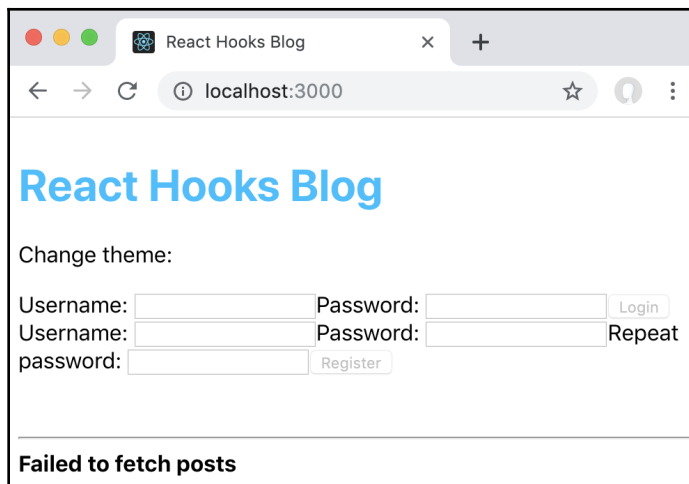 React Hooks Blog
localhost:3000
React Hooks Blog
Change theme:
Username: Password: Login
Username: Password: Repeat
password: Register
Failed to fetch posts